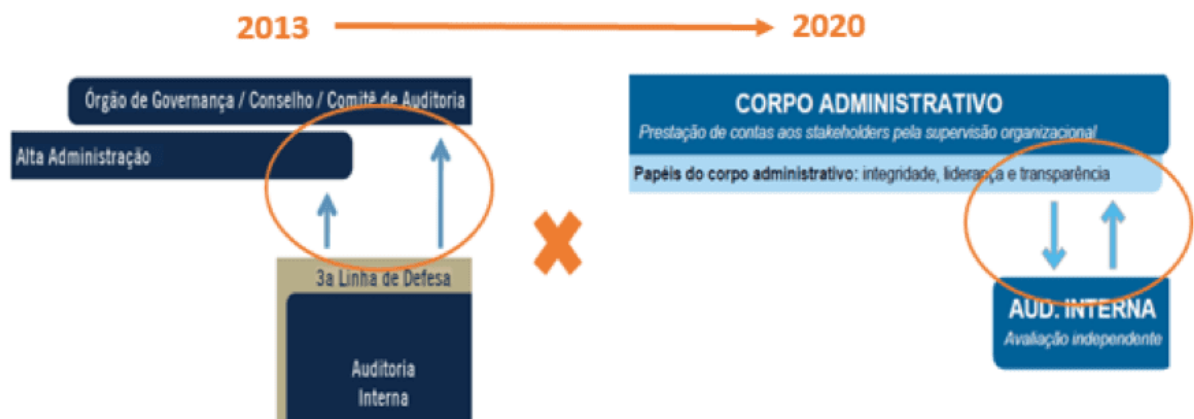 2013
2020
Órgão de Governança / Conselho / Comitê de Auditoria
Alta Administração
3a Linha de Defesa
Auditoria
Interna
CORPO ADMINISTRATIVO
Prestação de contas aos stakeholders pela supervisão organizacional
Papéis do corpo administrativo: integridade, liderança e transparência
AUD. INTERNA
Avaliação independente